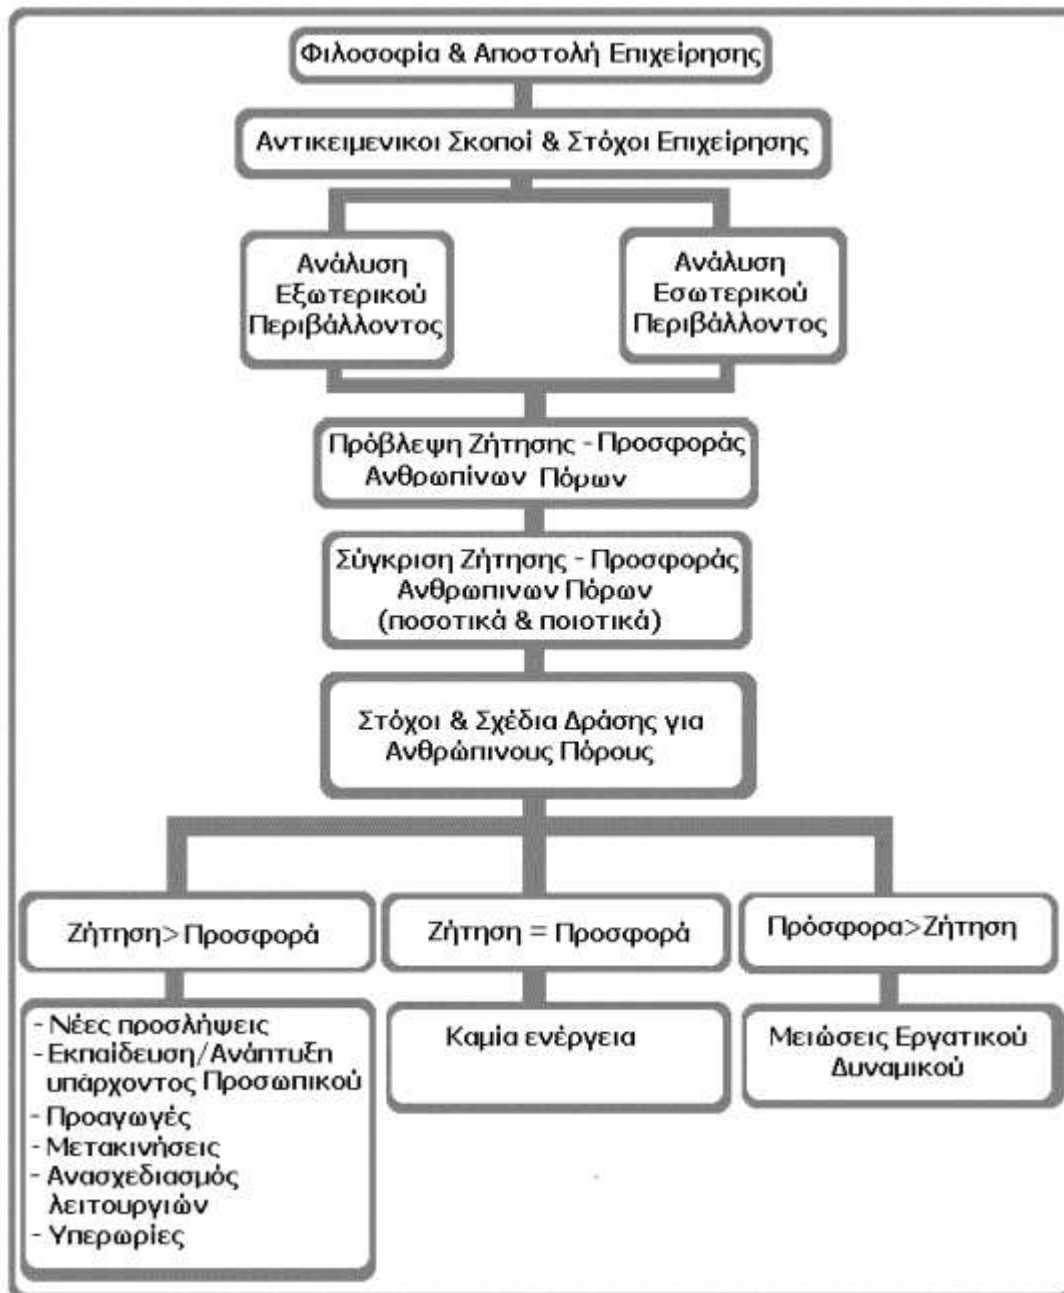 Φιλοσοφία & Αποστολή Επιχείρησης
Αντικειμενικοι Σκοποί & Στόχοι Επιχείρησης
Ανάλυση
Εξωτερικού
Περιβάλλοντος
Ανάλυση
Εσωτερικού
Περιβάλλοντος
Πρόβλεψη Ζήτησης - Προσφοράς
Ανθρωπίνων Πόρων
Σύγκριση Ζήτησης - Προσφοράς
Ανθρωπινων Πόρων
(ποσοτικά & ποιοτικά)
Στόχοι & Σχέδια Δράσης για
Ανθρώπινους Πόρους
Ζήτηση> Προσφορά
Ζήτηση = Προσφορά
Πρόσφορα>Ζήτηση
- Νέες προσλήψεις
- Εκπαίδευση/Ανάπτυξη
υπάρχοντος Προσωπικού
- Προαγωγές
- Μετακινήσεις
- Ανασχεδιασμός
λειτουργιών
- Υπερωρίες
Καμία ενέργεια
Μειώσεις Εργατικού
Δυναμικού